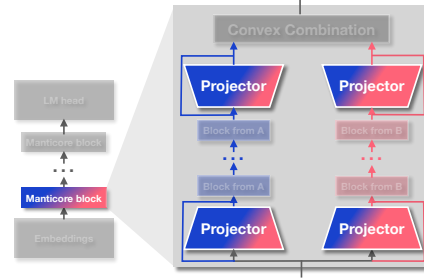 Convex Combination
Projector
Projector
LM head
Manticore block
...
Manticore block
Embeddings
Block from A
Block from B
...
...
Block from A
Block from B
Projector
Projector